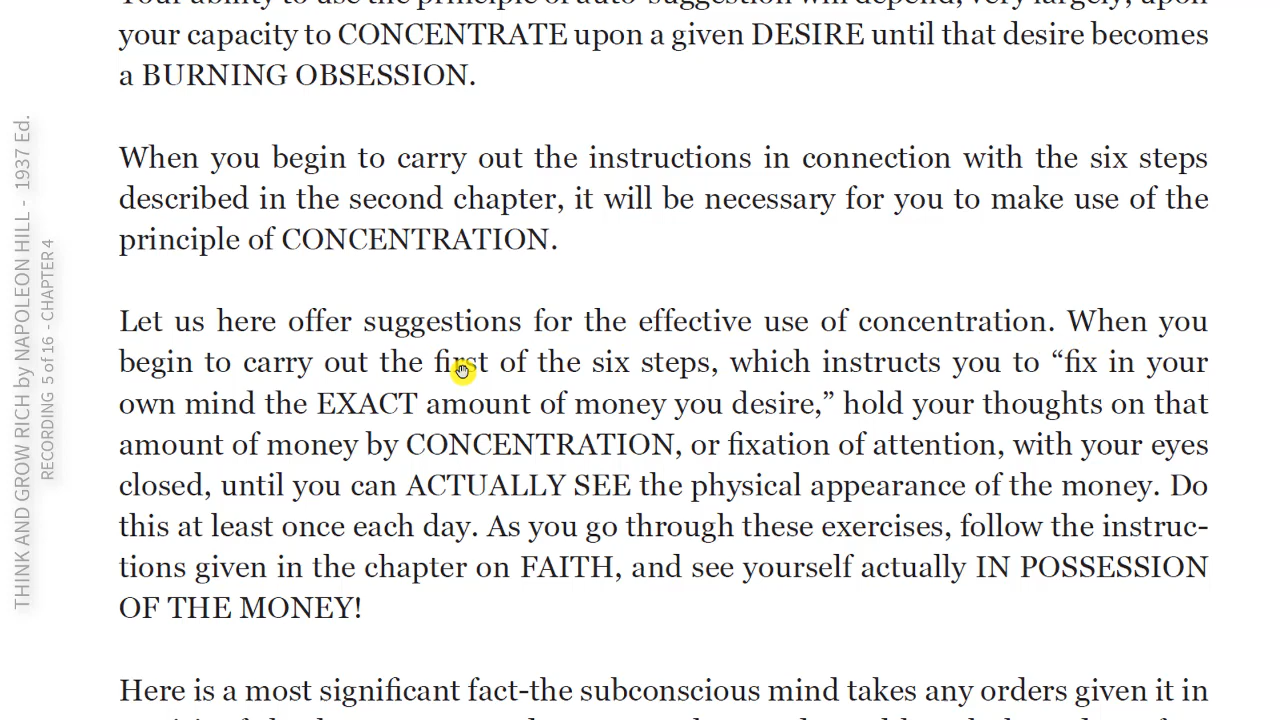 your capacity to CONCENTRATE upon a given DESIRE until that desire becomes
a BURNING OBSESSION.
When you begin to carry out the instructions in connection with the six steps
described in the second chapter, it will be necessary for you to make use of the
principle of CONCENTRATION.
Let us here offer suggestions for the effective use of concentration. When you
begin to carry out the first of the six steps, which instructs you to “fix in your
own mind the EXACT amount of money you desire,” hold your thoughts on that
amount of money by CONCENTRATION, or fixation of attention, with your eyes
closed, until you can ACTUALLY SEE the physical appearance of the money. Do
this at least once each day. As you go through these exercises, follow the instruc-
tions given in the chapter on FAITH, and see yourself actually IN POSSESSION
OF THE MONEY!
Here is a most significant fact-the subconscious mind takes any orders given it in
THINK AND GROW RICH by NAPOLEON HILL - 1937 Ed.
RECORDING 5 of 16 - CHAPTER 4